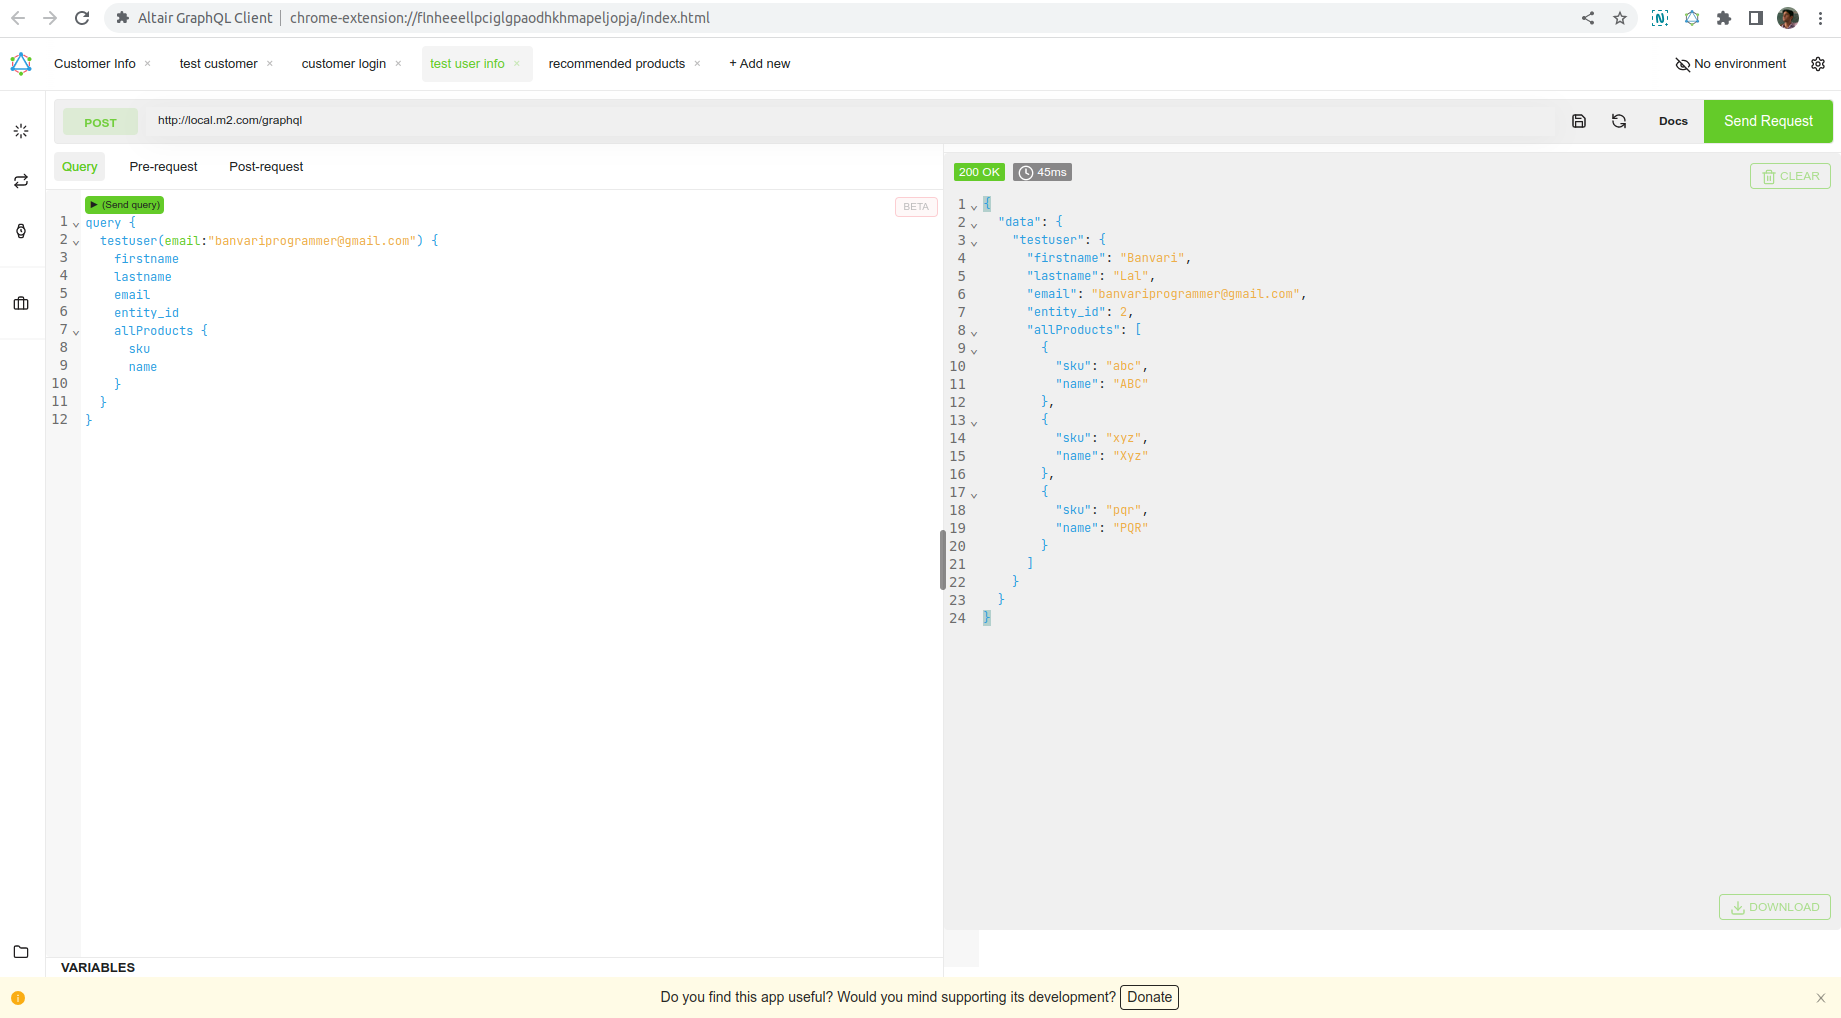 Altair GraphQL Client | chrome-extension://flnheeellpciglgpaodhkhmapeljopja/index.html
Customer Info × test customer × customer login × test user info × recommended products × + Add new No environment
POST http://local.m2.com/graphql Docs Send Request
Query Pre-request Post-request
200 OK 45ms CLEAR
▶ (Send query) BETA
1 query {
2 testuser(email:"banvariprogrammer@gmail.com") {
3 firstname
4 lastname
5 email
6 entity_id
7 allProducts {
8 sku
9 name
10 }
11 }
12 }
1 {
2 "data": {
3 "testuser": {
4 "firstname": "Banvari",
5 "lastname": "Lal",
6 "email": "banvariprogrammer@gmail.com",
7 "entity_id": 2,
8 "allProducts": [
9 {
10 "sku": "abc",
11 "name": "ABC"
12 },
13 {
14 "sku": "xyz",
15 "name": "Xyz"
16 },
17 {
18 "sku": "pqr",
19 "name": "PQR"
20 }
21 ]
22 }
23 }
24 }
DOWNLOAD
VARIABLES
Do you find this app useful? Would you mind supporting its development? Donate